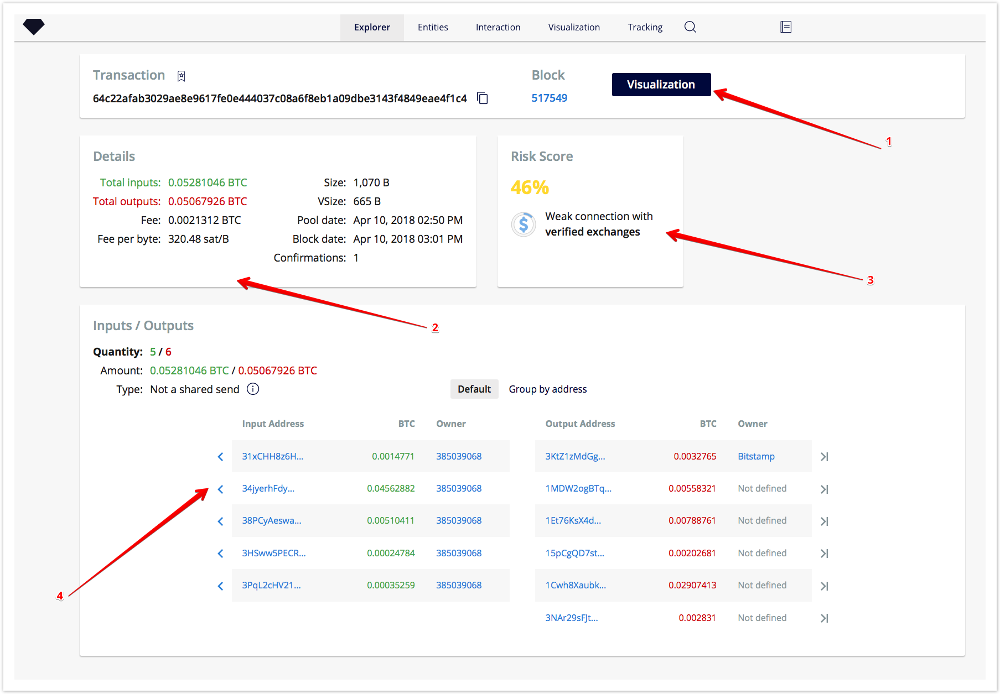 Explorer Entities Interaction Visualization Tracking
Transaction
Block
Visualization
64c22afab3029ae8e9617fe0e444037c08a6f8eb1a09dbe3143f4849eae4f1c4
517549
1
Details
Total inputs: 0.05281046 BTC Size: 1,070 B
Total outputs: 0.05067926 BTC VSize: 665 B
Fee: 0.0021312 BTC Pool date: Apr 10, 2018 02:50 PM
Fee per byte: 320.48 sat/B Block date: Apr 10, 2018 03:01 PM
Confirmations: 1
Risk Score
46%
$
Weak connection with
verified exchanges
3
2
Inputs / Outputs
Quantity: 5 / 6
Amount: 0.05281046 BTC / 0.05067926 BTC
Type: Not a shared send
Default Group by address
Input Address BTC Owner Output Address BTC Owner
31xCHH8z6H... 0.0014771 385039068 3KtZ1zMdGg... 0.0032765 Bitstamp
34jyerhFdy... 0.04562882 385039068 1MDW2ogBTq... 0.00558321 Not defined
38PCyAeswa... 0.00510411 385039068 1Et76KsX4d... 0.00788761 Not defined
3HSww5PECR... 0.00024784 385039068 15pCgQD7st... 0.00202681 Not defined
3PqL2cHV21... 0.00035259 385039068 1Cwh8Xaubk... 0.02907413 Not defined
4
3NAr29sFJt... 0.002831 Not defined